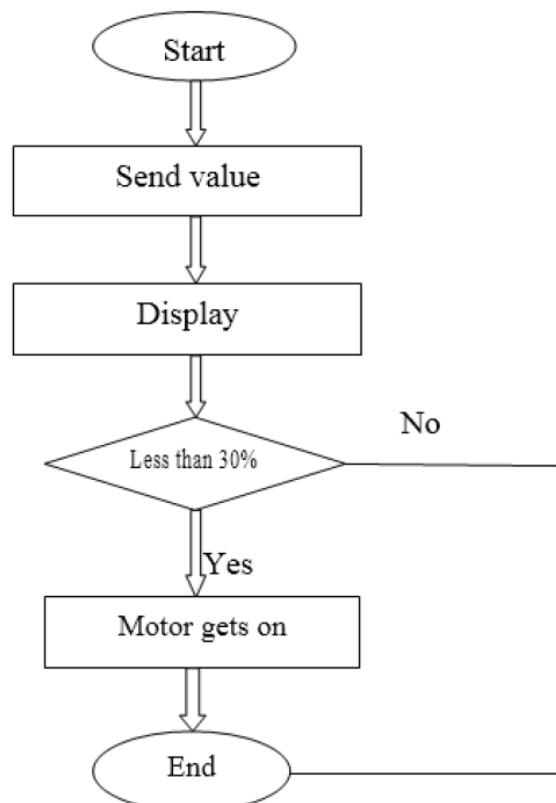 Start
Send value
Display
Less than 30%
No
Yes
Motor gets on
End